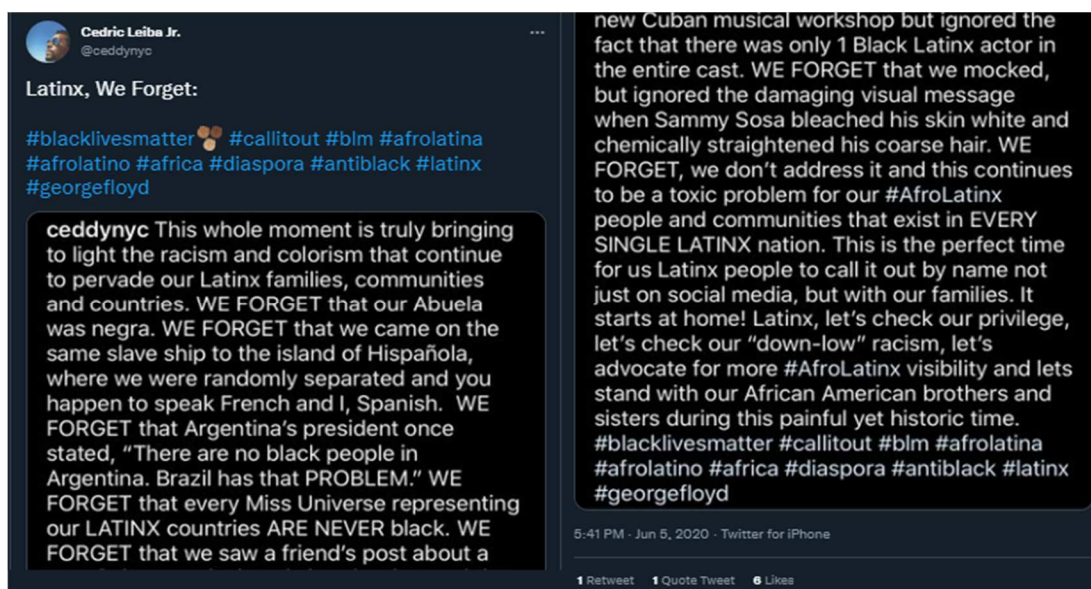 Cedric Leiba Jr.
@ceddynyc
Latinx, We Forget:
#blacklivesmatter #callitout #blm #afrolatina
#afrolatino #africa #diaspora #antiblack #latinx
#georgefloyd
ceddynyc This whole moment is truly bringing
to light the racism and colorism that continue
to pervade our Latinx families, communities
and countries. WE FORGET that our Abuela
was negra. WE FORGET that we came on the
same slave ship to the island of Hispañola,
where we were randomly separated and you
happen to speak French and I, Spanish. WE
FORGET that Argentina's president once
stated, "There are no black people in
Argentina. Brazil has that PROBLEM." WE
FORGET that every Miss Universe representing
our LATINX countries ARE NEVER black. WE
FORGET that we saw a friend's post about a
new Cuban musical workshop but ignored the
fact that there was only 1 Black Latinx actor in
the entire cast. WE FORGET that we mocked,
but ignored the damaging visual message
when Sammy Sosa bleached his skin white and
chemically straightened his coarse hair. WE
FORGET, we don't address it and this continues
to be a toxic problem for our #AfroLatinx
people and communities that exist in EVERY
SINGLE LATINX nation. This is the perfect time
for us Latinx people to call it out by name not
just on social media, but with our families. It
starts at home! Latinx, let's check our privilege,
let's check our "down-low" racism, let's
advocate for more #AfroLatinx visibility and lets
stand with our African American brothers and
sisters during this painful yet historic time.
#blacklivesmatter #callitout #blm #afrolatina
#afrolatino #africa #diaspora #antiblack #latinx
#georgefloyd
5:41 PM · Jun 5, 2020 · Twitter for iPhone
1 Retweet 1 Quote Tweet 6 Likes